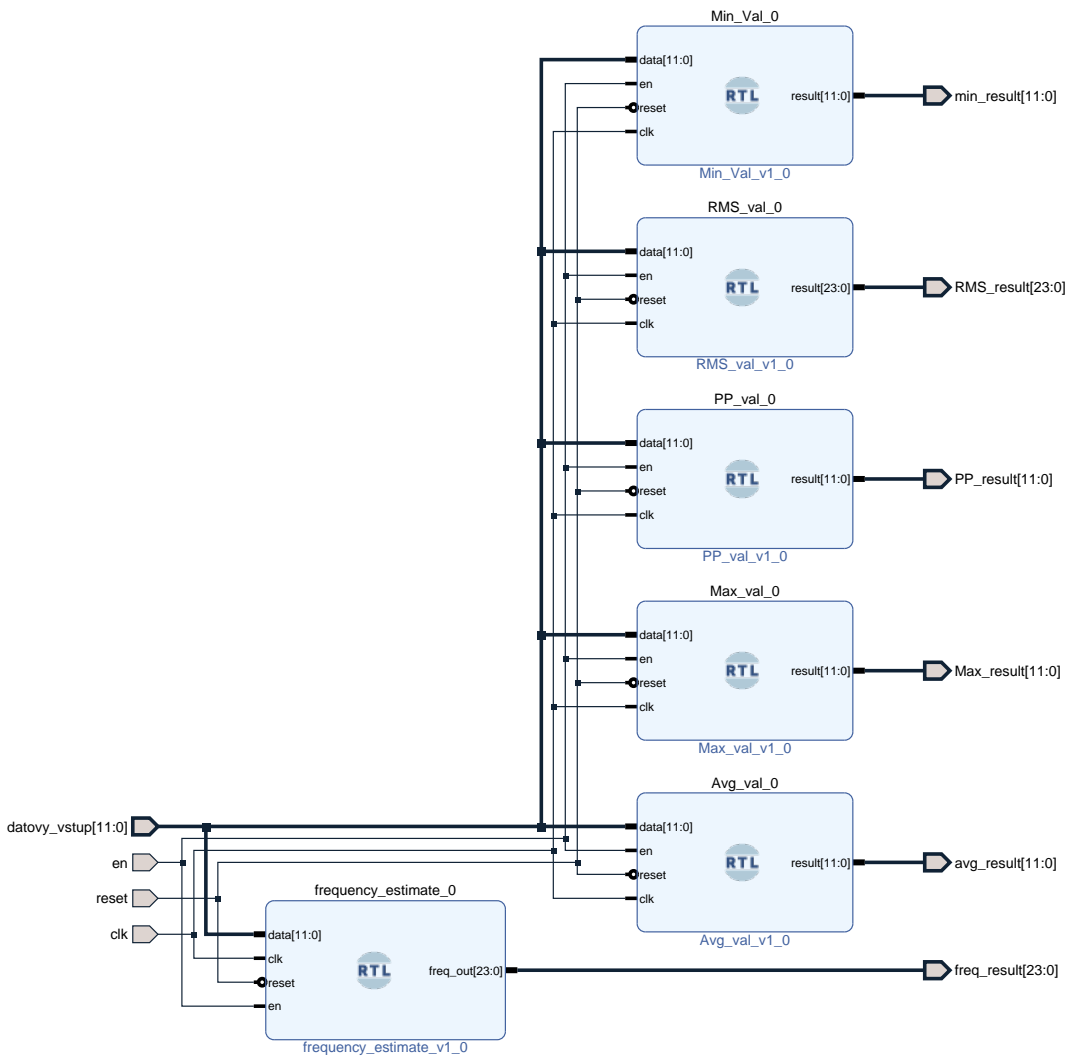 Min_Val_0
data[11:0]
en
reset
clk
RTL
result[11:0]
min_result[11:0]
Min_Val_v1_0
RMS_val_0
data[11:0]
en
reset
clk
RTL
result[23:0]
RMS_result[23:0]
RMS_val_v1_0
PP_val_0
data[11:0]
en
reset
clk
RTL
result[11:0]
PP_result[11:0]
PP_val_v1_0
Max_val_0
data[11:0]
en
reset
clk
RTL
result[11:0]
Max_result[11:0]
Max_val_v1_0
Avg_val_0
data[11:0]
en
reset
clk
RTL
result[11:0]
avg_result[11:0]
Avg_val_v1_0
datovy_vstup[11:0]
en
reset
clk
frequency_estimate_0
data[11:0]
clk
reset
en
RTL
freq_out[23:0]
freq_result[23:0]
frequency_estimate_v1_0